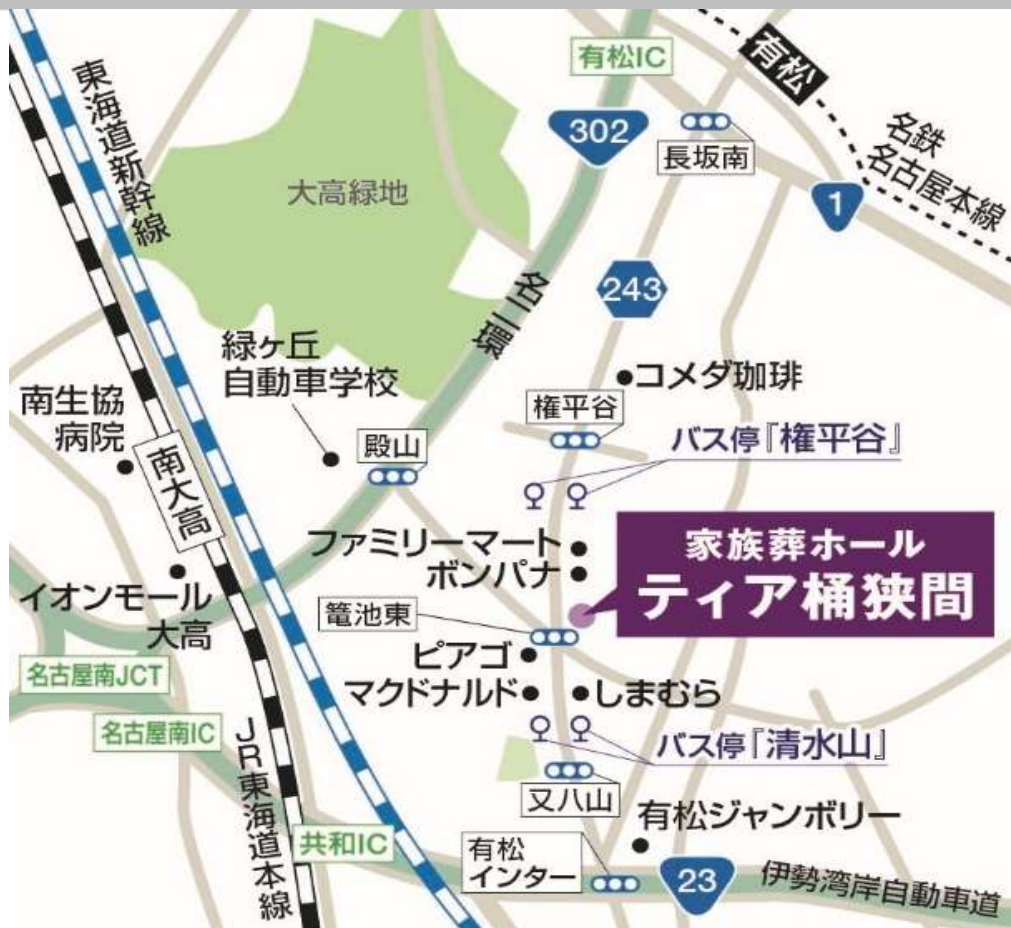 有松IC
有松
東海道新幹線
302
長坂南
名鉄
名古屋本線
大高緑地
1
243
名二環
緑ヶ丘
自動車学校
コメダ珈琲
南生協
病院
権平谷
殿山
バス停『権平谷』
南大高
ファミリーマート
ボンパナ
家族葬ホール
ティア桶狭間
イオンモール
大高
篭池東
ピアゴ
マクドナルド
しまむら
名古屋南JCT
名古屋南IC
バス停『清水山』
JR東海道本線
又八山
有松ジャンボリー
共和IC
有松
インター
23
伊勢湾岸自動車道